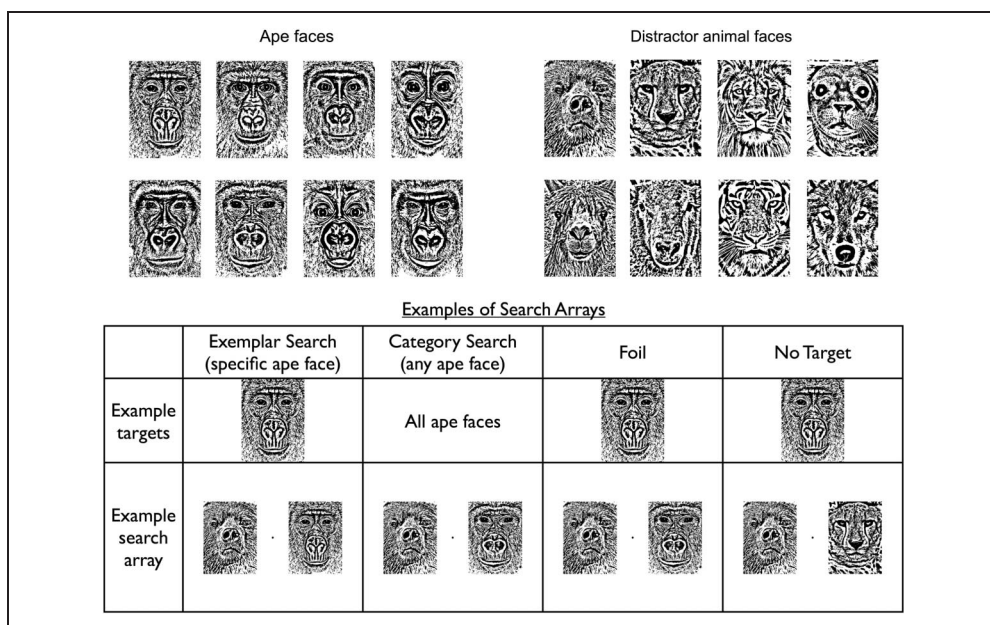 Ape faces
Distractor animal faces
Examples of Search Arrays
Exemplar Search
(specific ape face)
Category Search
(any ape face)
Foil
No Target
Example
targets
All ape faces
Example
search
array